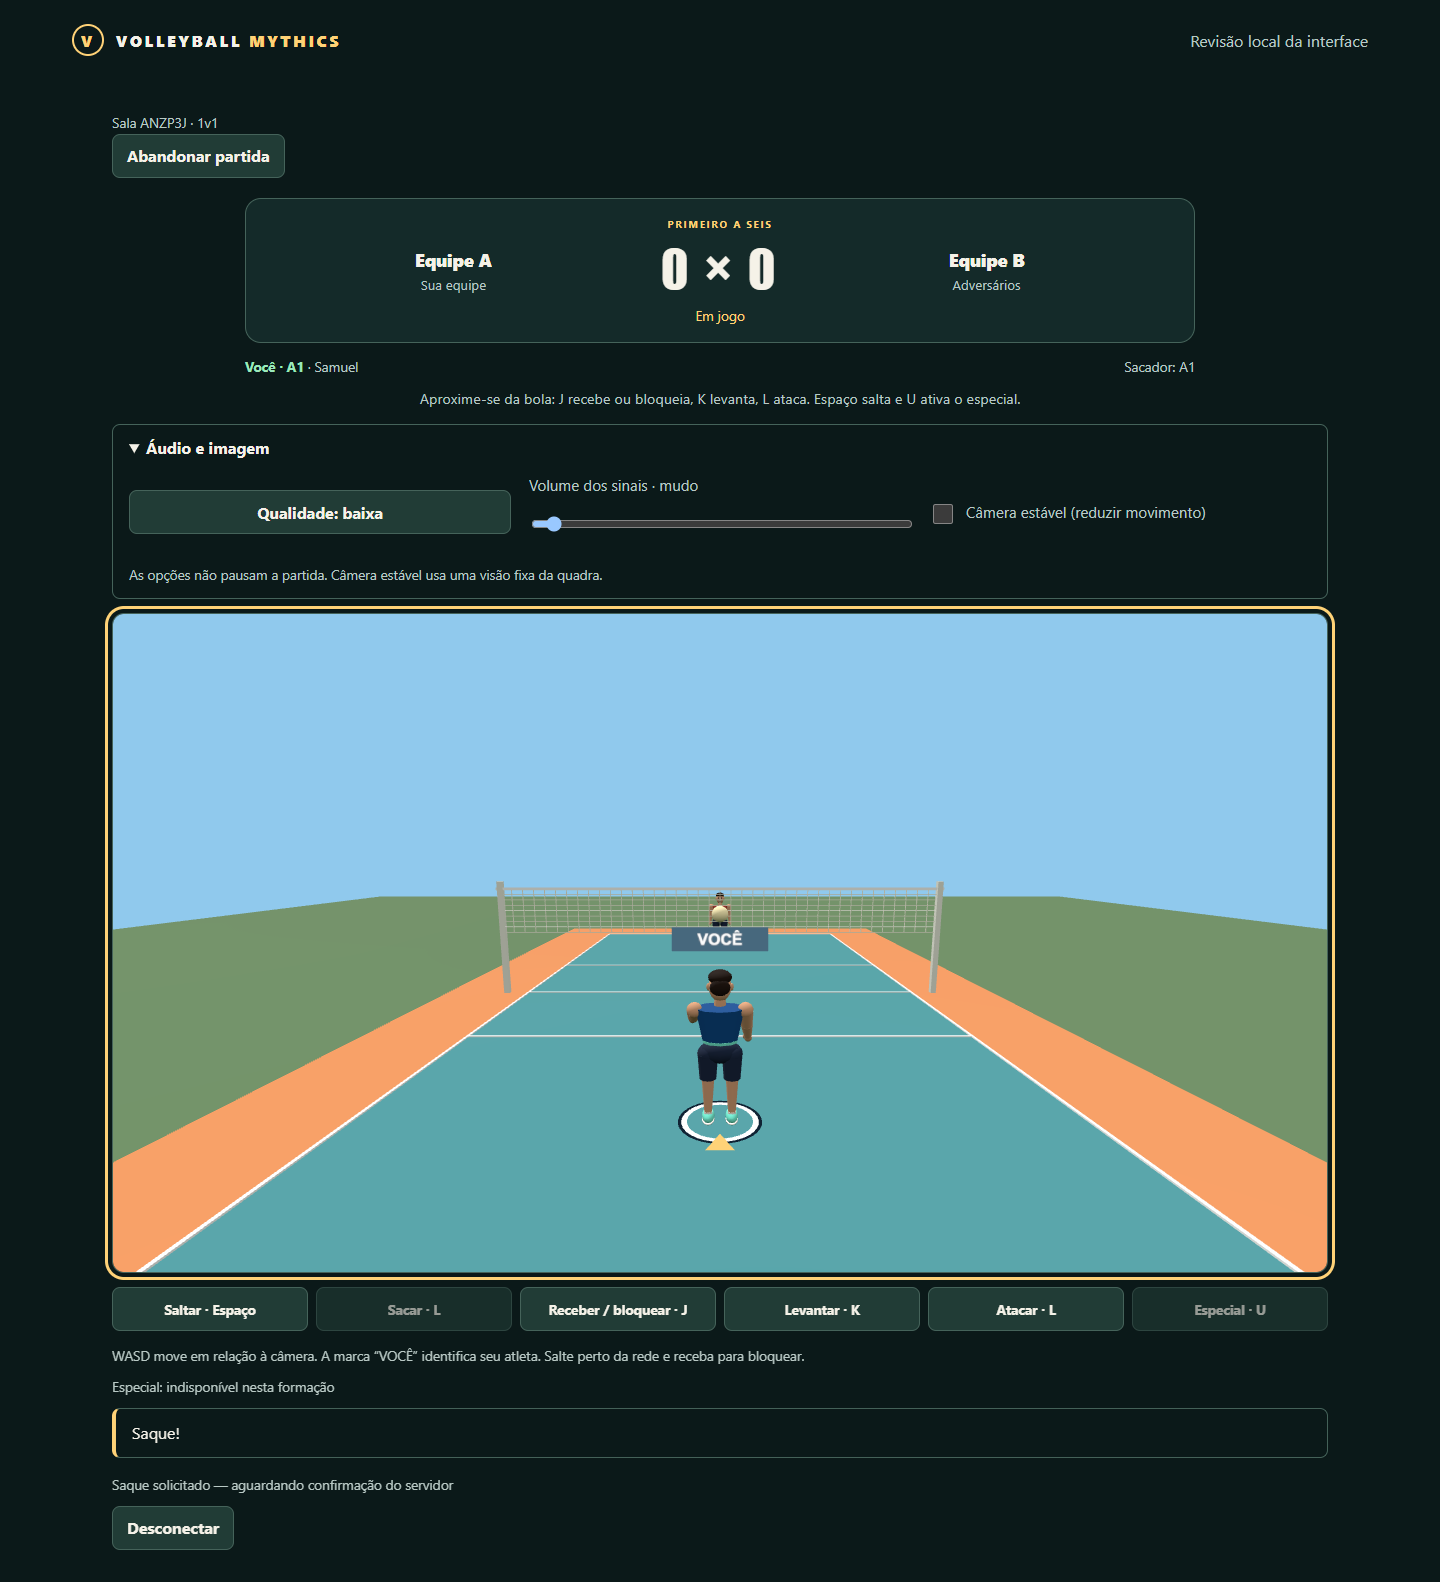 V VOLLEYBALL MYTHICS
Revisão local da interface
Sala ANZP3J · 1v1
Abandonar partida
PRIMEIRO A SEIS
Equipe A
Sua equipe
0 × 0
Equipe B
Adversários
Em jogo
Você · A1 · Samuel
Sacador: A1
Aproxime-se da bola: J recebe ou bloqueia, K levanta, L ataca. Espaço salta e U ativa o especial.
▼ Áudio e imagem
Qualidade: baixa
Volume dos sinais · mudo
Câmera estável (reduzir movimento)
As opções não pausam a partida. Câmera estável usa uma visão fixa da quadra.
VOCÊ
Saltar · Espaço
Sacar · L
Receber / bloquear · J
Levantar · K
Atacar · L
Especial · U
WASD move em relação à câmera. A marca “VOCÊ” identifica seu atleta. Salte perto da rede e receba para bloquear.
Especial: indisponível nesta formação
Saque!
Saque solicitado — aguardando confirmação do servidor
Desconectar